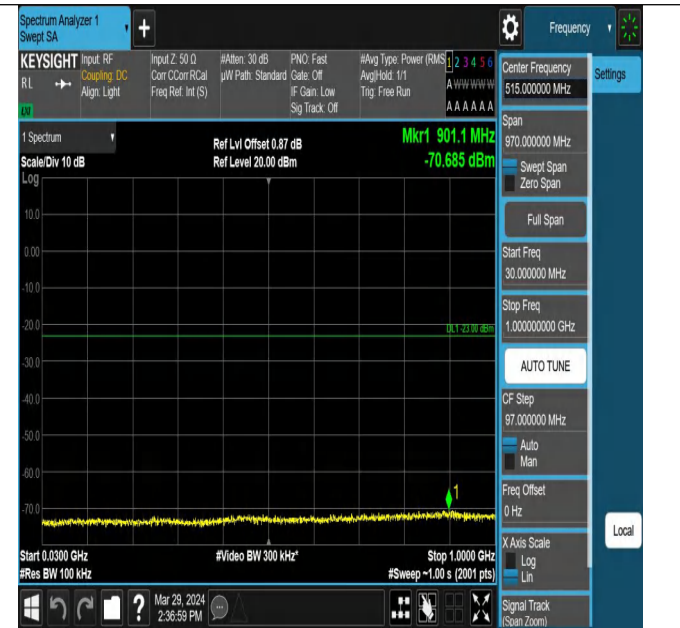 Spectrum Analyzer 1
Swept SA
+
Frequency
KEYSIGHT
RL
LXI
Input: RF
Coupling: DC
Align: Light
Input Z: 50 Ω
Corr CCorr RCal
Freq Ref: Int (S)
#Atten: 30 dB
µW Path: Standard
PNO: Fast
Gate: Off
IF Gain: Low
Sig Track: Off
#Avg Type: Power (RMS
Avg|Hold: 1/1
Trig: Free Run
1 2 3 4 5 6
A W W W W W
A A A A A A
Center Frequency
515.000000 MHz
Settings
1 Spectrum
Scale/Div 10 dB
Log
Ref Lvl Offset 0.87 dB
Ref Level 20.00 dBm
Mkr1 901.1 MHz
-70.685 dBm
Span
970.000000 MHz
Swept Span
Zero Span
Full Span
Start Freq
30.000000 MHz
Stop Freq
1.000000000 GHz
AUTO TUNE
CF Step
97.000000 MHz
Auto
Man
Freq Offset
0 Hz
X Axis Scale
Log
Lin
Signal Track
(Span Zoom)
Local
10.0
0.00
-10.0
-20.0
-30.0
-40.0
-50.0
-60.0
-70.0
DL1 -23.00 dBm
1
Start 0.0300 GHz
#Res BW 100 kHz
#Video BW 300 kHz*
Stop 1.0000 GHz
#Sweep ~1.00 s (2001 pts)
?
Mar 29, 2024
2:36:59 PM